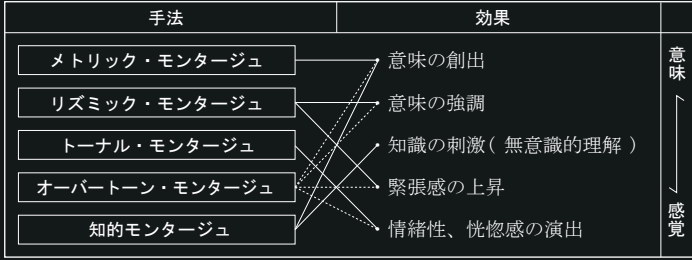 手法 効果
メトリック・モンタージュ 意味の創出
リズミック・モンタージュ 意味の強調
トーナル・モンタージュ 知識の刺激( 無意識的理解 )
オーバートーン・モンタージュ 緊張感の上昇
知的モンタージュ 情緒性、恍惚感の演出
意味
感覚